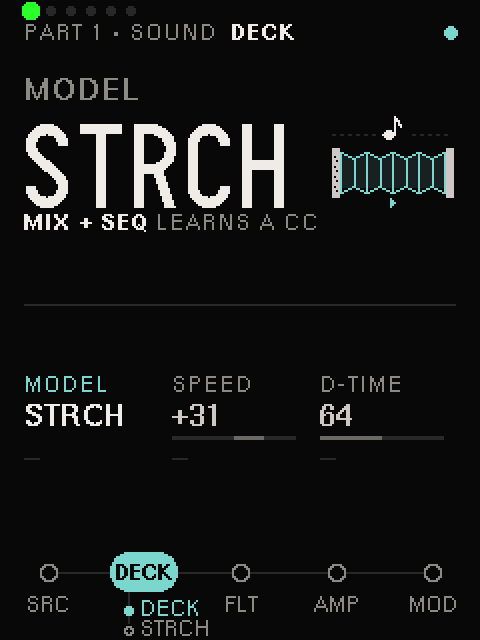 PART 1 · SOUND DECK
MODEL
STRCH
MIX + SEQ LEARNS A CC
MODEL SPEED D-TIME
STRCH +31 64
DECK
SRC FLT AMP MOD
DECK
STRCH